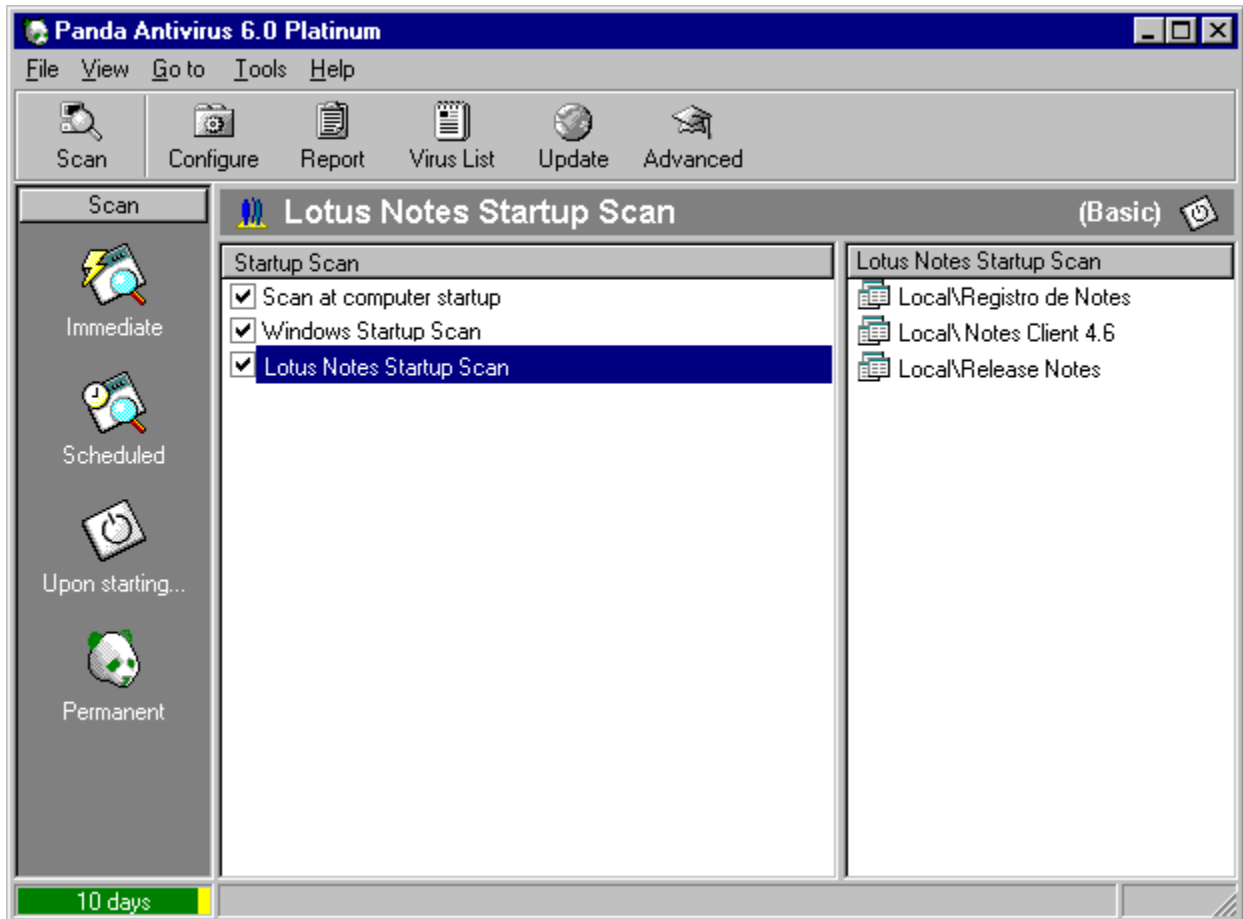 Panda Antivirus 6.0 Platinum
File View Go to Tools Help
Scan Configure Report Virus List Update Advanced
Scan
Immediate
Scheduled
Upon starting...
Permanent
Lotus Notes Startup Scan (Basic)
Startup Scan
Scan at computer startup
Windows Startup Scan
Lotus Notes Startup Scan
Lotus Notes Startup Scan
Local\Registro de Notes
Local\ Notes Client 4.6
Local\Release Notes
10 days